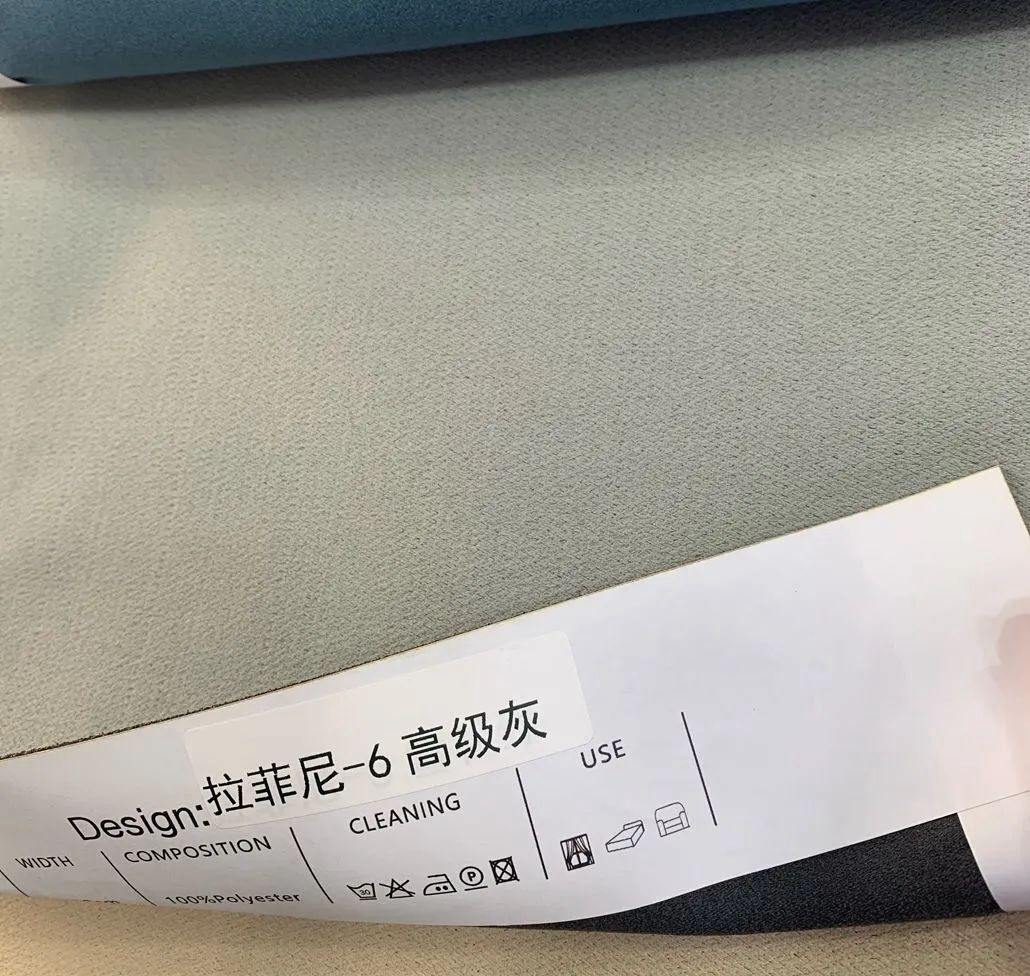 Design:拉菲尼-6 高级灰
WIDTH COMPOSITION CLEANING USE
100%Polyester 30 P